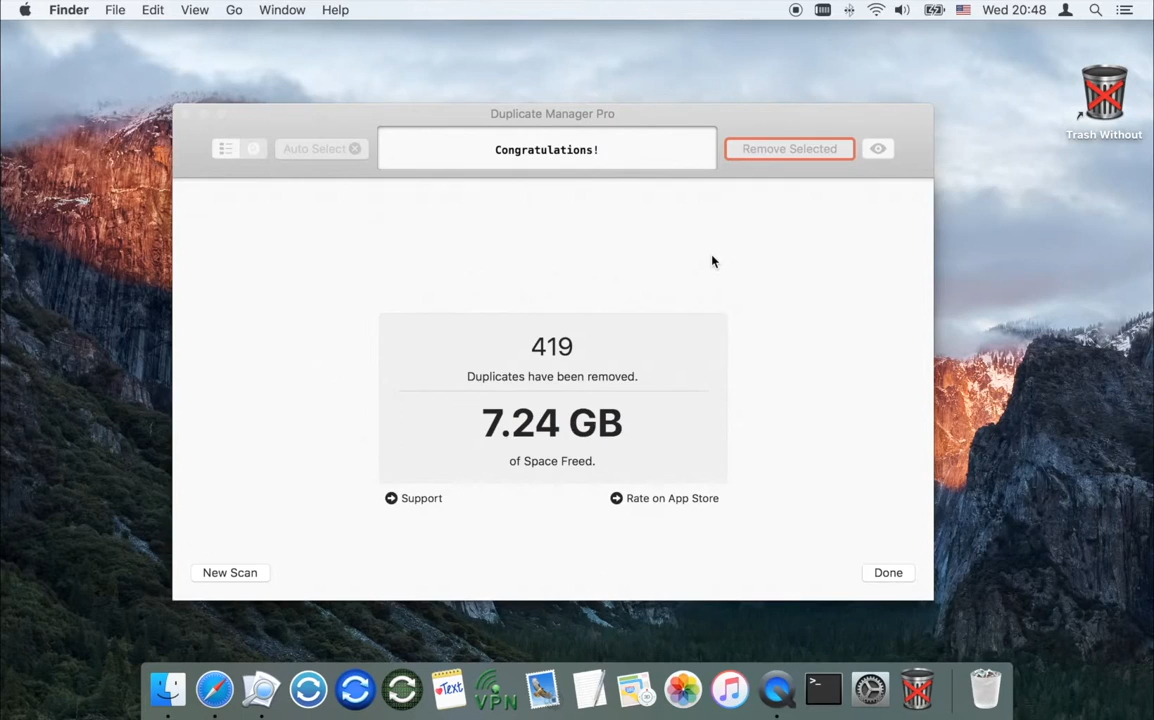 Finder File Edit View Go Window Help Wed 20:48
Trash Without
Duplicate Manager Pro
Auto Select Congratulations! Remove Selected
419
Duplicates have been removed.
7.24 GB
of Space Freed.
Support Rate on App Store
New Scan Done
Text
VPN
>_